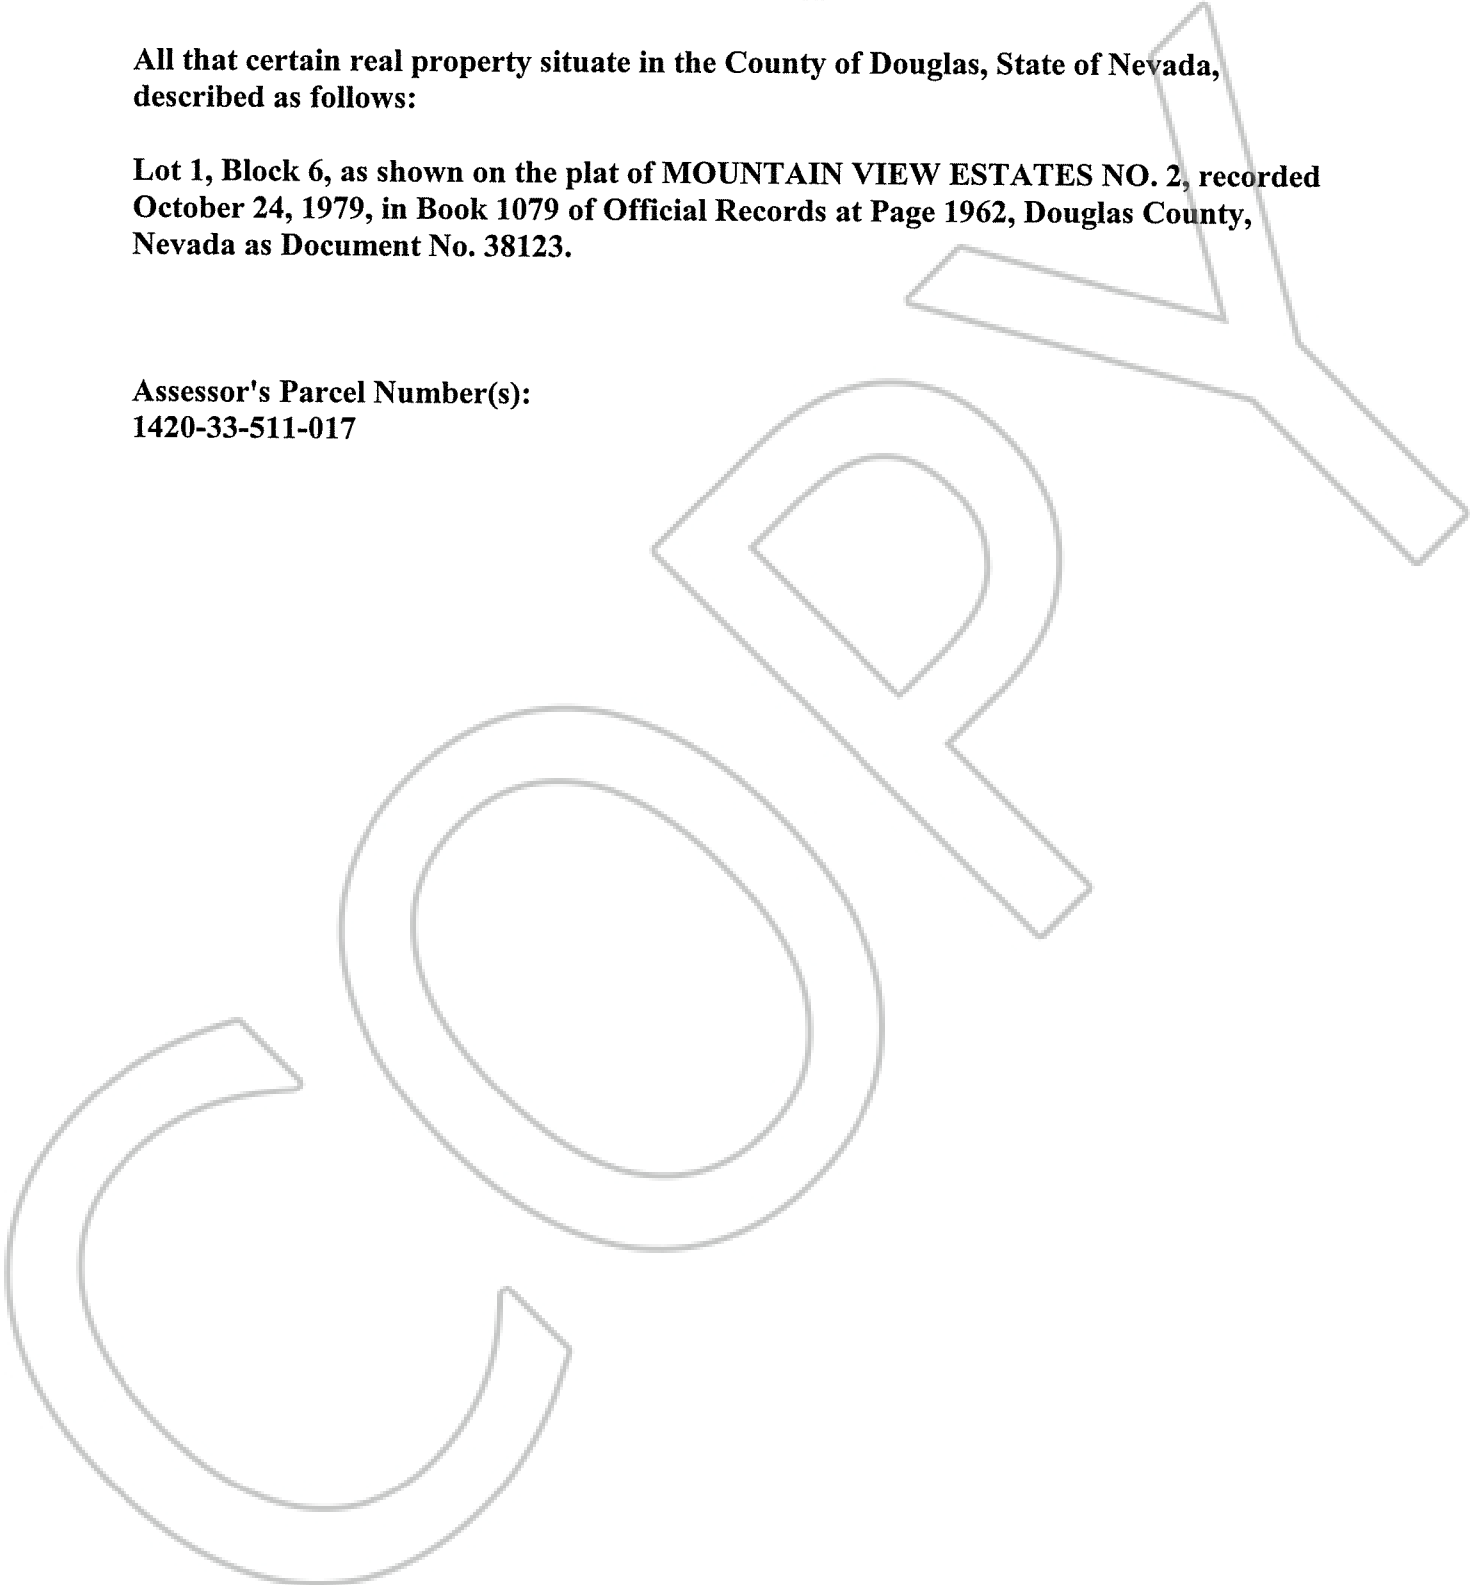 All that certain real property situate in the County of Douglas, State of Nevada,
described as follows:
Lot 1, Block 6, as shown on the plat of MOUNTAIN VIEW ESTATES NO. 2, recorded
October 24, 1979, in Book 1079 of Official Records at Page 1962, Douglas County,
Nevada as Document No. 38123.
Assessor's Parcel Number(s):
1420-33-511-017
COPY